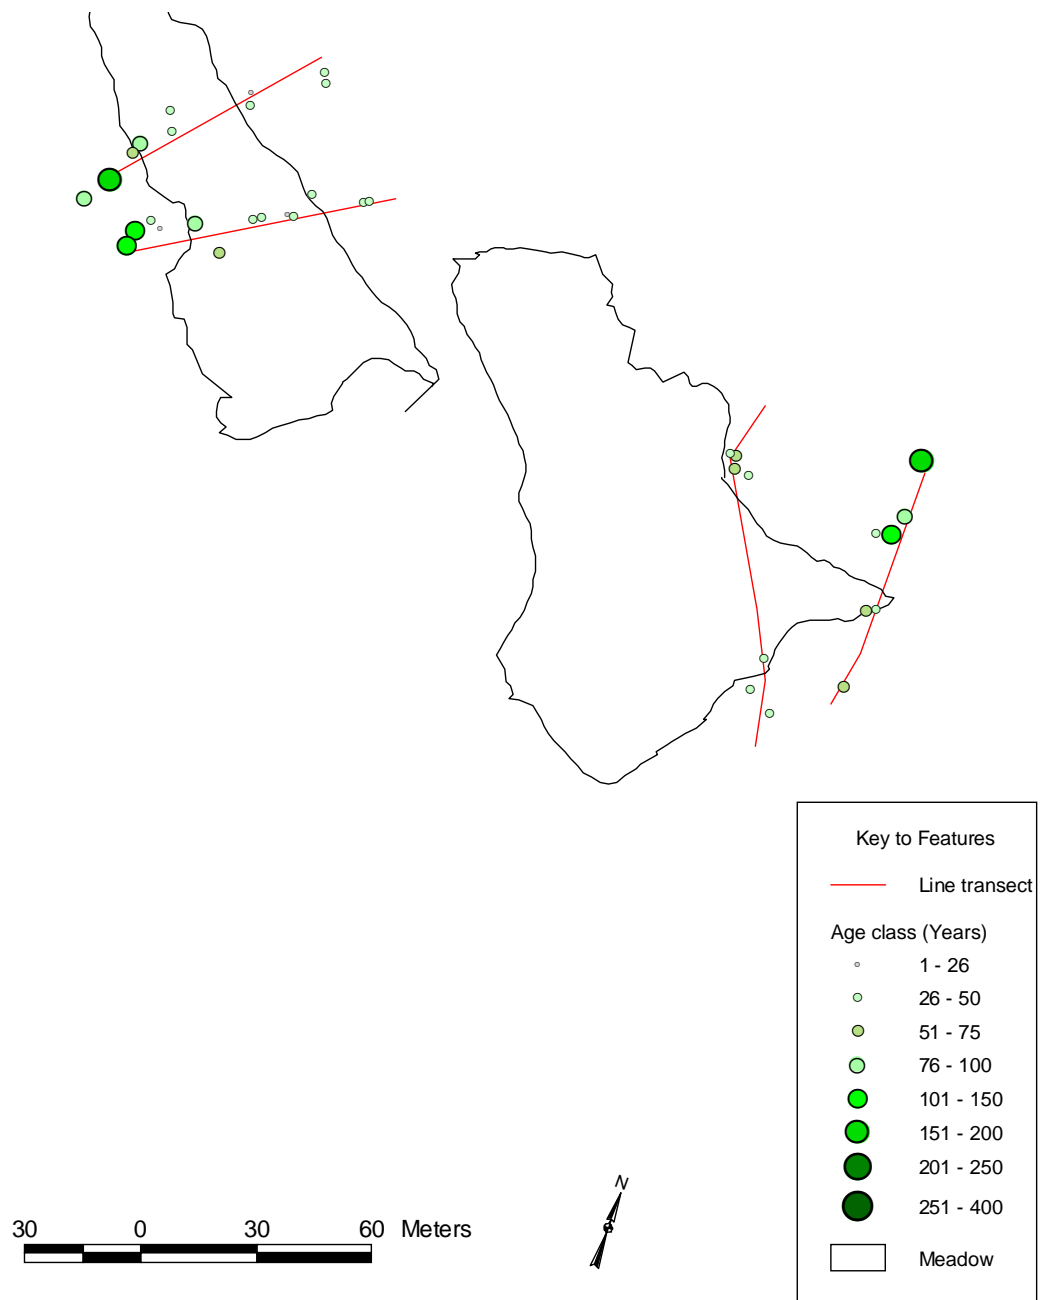 Key to Features
Line transect
Age class (Years)
1 - 26
26 - 50
51 - 75
76 - 100
101 - 150
151 - 200
201 - 250
251 - 400
Meadow
N
30 0 30 60 Meters